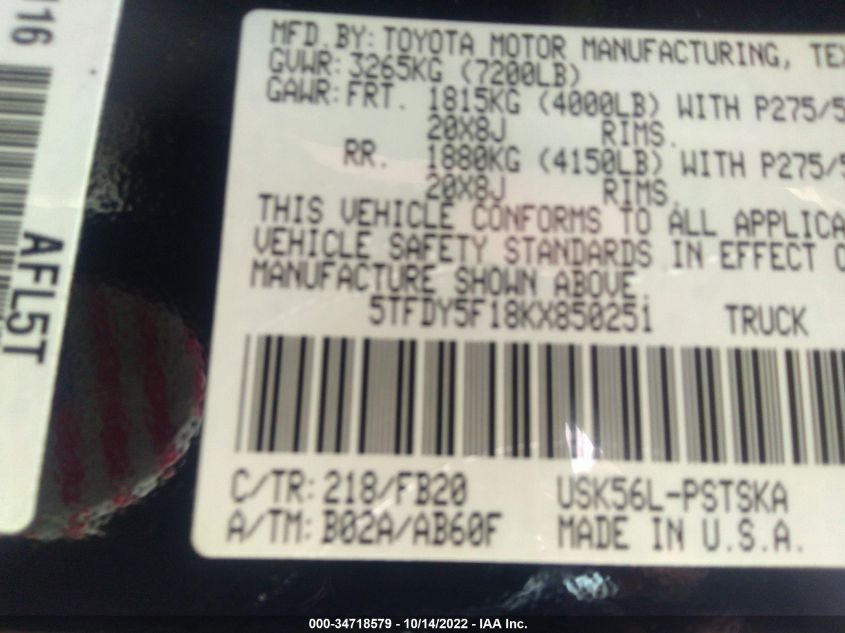 116
AFL5T
MFD.BY:TOYOTA MOTOR MANUFACTURING, TEX
GVWR:3265KG (7200LB)
GAWR:FRT. 1815KG (4000LB) WITH P275/5
20X8J RIMS.
RR. 1880KG (4150LB) WITH P275/5
20X8J RIMS.
THIS VEHICLE CONFORMS TO ALL APPLICA
VEHICLE SAFETY STANDARDS IN EFFECT O
MANUFACTURE SHOWN ABOVE.
5TFDY5F18KX850251 TRUCK
C/TR:218/FB20 USK56L-PSTSKA
A/TM:B02A/AB60F MADE IN U.S.A.
000-34718579 - 10/14/2022 - IAA Inc.